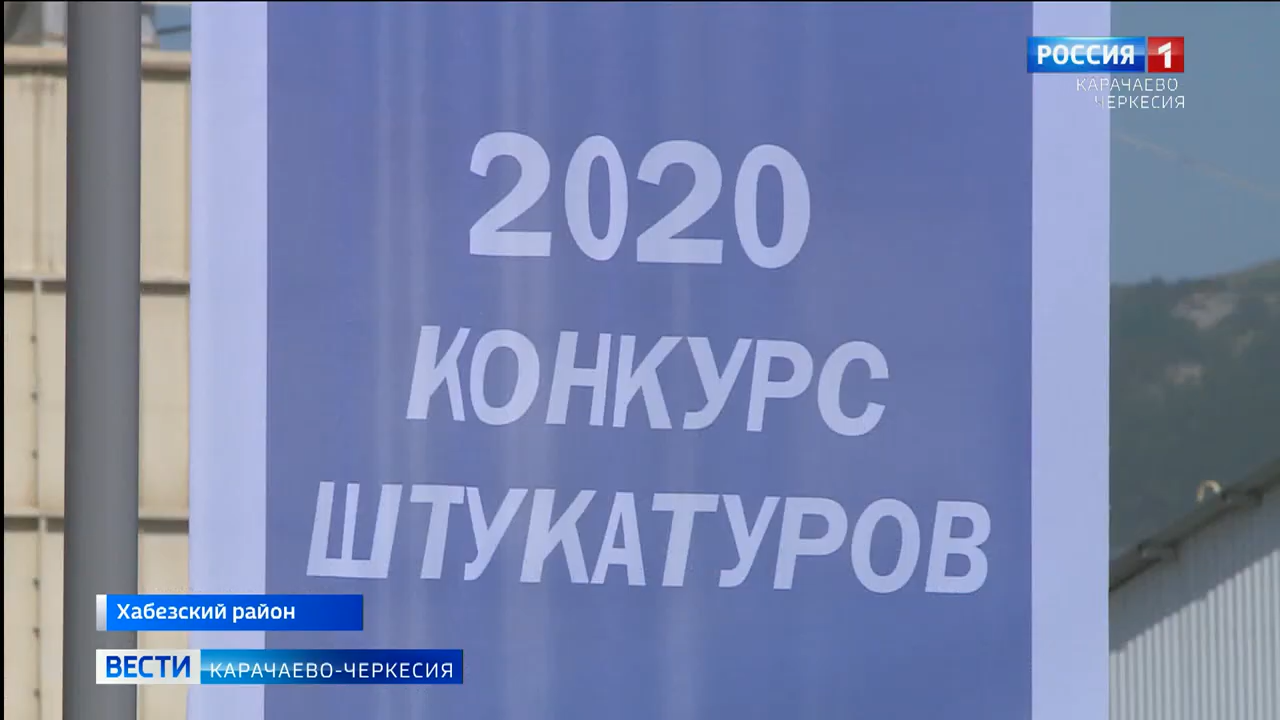 РОССИЯ 1
КАРАЧАЕВО
ЧЕРКЕСИЯ
2020
КОНКУРС
ШТУКАТУРОВ
Хабезский район
ВЕСТИ КАРАЧАЕВО-ЧЕРКЕСИЯ